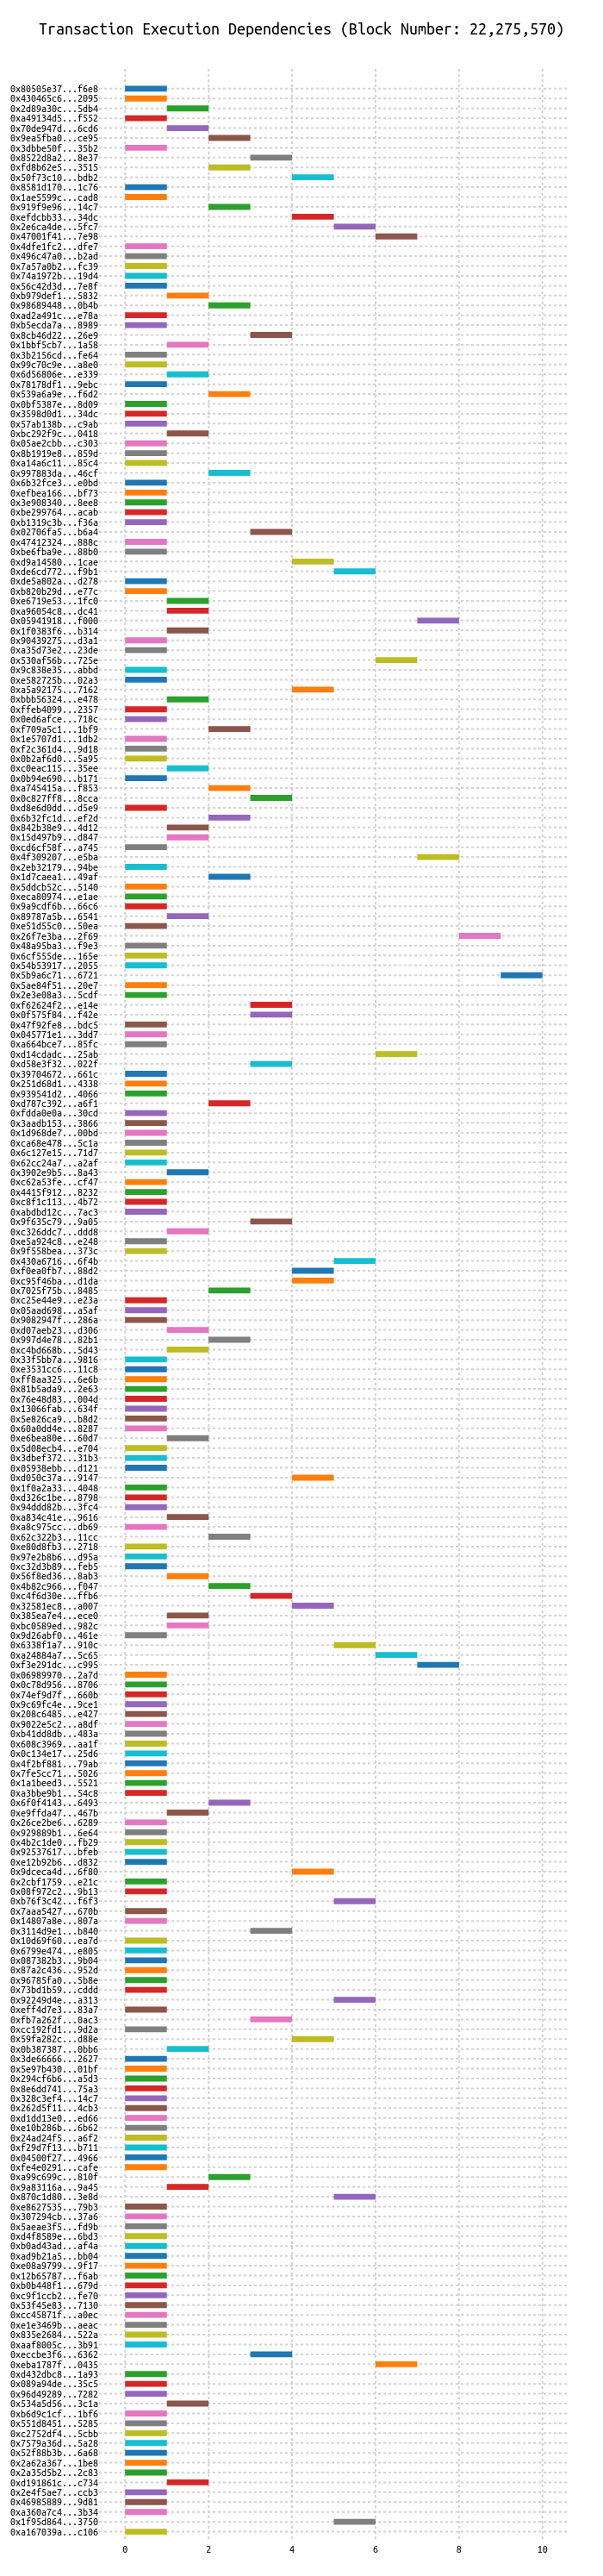 Transaction Execution Dependencies (Block Number: 22,275,570)
0x80505e37...f6e8
0x430465c6...2095
0x2d89a30c...5db4
0xa49134d5...f552
0x70de947d...6cd6
0x9ea5fba0...ce95
0x3dbbe50f...35b2
0x8522d8a2...8e37
0xfd8b62e5...3515
0x50f73c10...bdb2
0x8581d170...1c76
0x1ae5599c...cad8
0x919f9e96...14c7
0xefdcbb33...34dc
0x2e6ca4de...5fc7
0x47001f41...7e98
0x4dfe1fc2...dfe7
0x496c47a0...b2ad
0x7a57a0d2...fc39
0x74a1972b...19d4
0x56c42d3d...7e8f
0xb979def1...5832
0x98689448...0b4b
0xad2a491c...e78a
0xb5ecda7a...8989
0x8cb46d22...26e9
0x1bbf5cb7...1a58
0x3b2156cd...fe64
0x99c70c9e...a8e0
0x6d56806e...e339
0x78178df1...9ebc
0x539a6a9e...f6d2
0x0bf5387e...8d09
0x3598d0d1...34dc
0x57ab138b...c9ab
0xbc292f9c...0418
0x05ae2cbb...c303
0x8b1919e8...859d
0xa14a6c11...85c4
0x997883da...46cf
0x6b32fce3...e0bd
0xefbea166...bf73
0x3e908340...8ee8
0xbe299764...acab
0xb1319c3b...f36a
0x02706fa5...b6a4
0x47412324...888c
0xbe6fba9e...88b0
0xd9a14580...1cae
0xde6cd772...f9b1
0xde5a802a...d278
0xb820b29d...e77c
0xe6719e53...1fc0
0xa96054c8...dc41
0x05941918...f000
0x1f0383f6...b314
0x90439275...d3a1
0xa35d73e2...23de
0x530af56b...725e
0x9c838e35...abbd
0xe582725b...02a3
0xa5a92175...7162
0xbbb56324...e478
0xffeb4099...2357
0x0ed6afce...718c
0xf709a5c1...1bf9
0x1e5707d1...1db2
0xf2c361d4...9d18
0x0b2af6d0...5a95
0xc0eac115...35ee
0x0b94e690...b171
0xa745415a...f853
0x0c827ff8...8cca
0xd8e6d0dd...d5e9
0x6b32fc1d...ef2d
0x842b38e9...4d12
0x15d497b9...d847
0xcd6cf58f...a745
0x4f309207...e5ba
0x2eb32179...94be
0x1d7caea1...49af
0x5ddcb52c...5140
0xeca80974...e1ae
0x9a9cdf6b...66c6
0x89787a5b...6541
0xe51d55c0...50ea
0x26f7e3ba...2f69
0x48a95ba3...f9e3
0x6cf555de...165e
0x54b53917...2055
0x5b9a6c71...6721
0x5ae84f51...20e7
0x2e3e08a3...5cdf
0xf62624f2...e14e
0x0f575f84...f42e
0x47f92fe8...bdc5
0x045771e1...3dd7
0xa664bce7...85fc
0xd14cdadc...25ab
0xd58e3f32...022f
0x39704672...661c
0x251d68d1...4338
0x939541d2...4066
0xd787c392...a6f1
0xfdda0e0a...30cd
0x3aadb153...3866
0x1d968de7...00bd
0xca68e478...5c1a
0x6c127e15...71d7
0x62cc24a7...a2af
0x3902e9b5...8a43
0xc62a53fe...cf47
0x4415f912...8232
0xc8f1c113...4b72
0xabdbd12c...7ac3
0x9f635c79...9a05
0xc326ddc7...ddd8
0xe5a924c8...e248
0x9f558bea...373c
0x430a6716...6f4b
0xf0ea0fb7...88d2
0xc95f46ba...d1da
0x7025f75b...8485
0xc25e44e9...e23a
0x05aad698...a5af
0x9082947f...286a
0xd07aeb23...d306
0x997d4e78...82b1
0xc4bd668b...5d43
0x33f5bb7a...9816
0xe3531cc6...11c8
0xff8aa325...6e6b
0x81b5ada9...2e63
0x76e48d83...004d
0x13066fab...634f
0x5e826ca9...b8d2
0x60a0dd4e...8287
0xe6bea80e...60d7
0x5d08ecb4...e704
0x3dbef372...31b3
0x05938ebb...d121
0xd050c37a...9147
0x1f0a2a33...4048
0xd326c1be...8798
0x94ddd82b...3fc4
0xa834c41e...9616
0xa8c975cc...db69
0x62c322b3...11cc
0xe80d8fb3...2718
0x97e2b8b6...d95a
0xc32d3b89...feb5
0x56f8ed36...8ab3
0x4b82c966...f047
0xc4f6d30e...ffb6
0x32581ec8...a007
0x385ea7e4...ece0
0xbc0589ed...982c
0x9d26abf0...461e
0x6338f1a7...910c
0xa24884a7...5c65
0xf3e291dc...c995
0x06989970...2a7d
0x0c78d956...8706
0x74ef9d7f...660b
0x9c69fc4e...9ce1
0x208c6485...e427
0x9022e5c2...a8df
0xb41dd8db...483a
0x608c3969...aa1f
0x0c134e17...25d6
0x4f2bf881...79ab
0x7fe5cc71...5026
0x1a1beed3...5521
0xa3bbe9b1...54c8
0x6f0f4143...6493
0xe9ffda47...467b
0x26ce2be6...6289
0x929889b1...6e64
0x4b2c1de0...fb29
0x92537617...bfeb
0xe12b92b6...d832
0x9dceca4d...6f80
0x2cbf1759...e21c
0x08f972c2...9b13
0xb76f3c42...f6f3
0x7aaa5427...670b
0x14807a8e...807a
0x3114d9e1...b840
0x10d69f60...ea7d
0x6799e474...e805
0x087382b3...9b04
0x87a2c436...952d
0x96785fa0...5b8e
0x73bd1b59...cddd
0x92249d4e...a313
0xeff4d7e3...83a7
0xfb7a262f...0ac3
0xcc192fd1...9d2a
0x59fa282c...d88e
0x0b387387...0bb6
0x3de66666...2627
0x5e97b430...01bf
0x294cf6b6...a5d3
0x8e6dd741...75a3
0x328c3ef4...14c7
0x262d5f11...4cb3
0xd1dd13e0...ed66
0xe10b286b...6b62
0x24ad24f5...a6f2
0xf29d7f13...b711
0x04500f27...4966
0xfe4e0291...cafe
0xa99c699c...810f
0x9a83116a...9a45
0x870c1d80...3e8d
0xe8627535...79b3
0x307294cb...37a6
0x5aeae3f5...fd9b
0xd4f8589e...6bd3
0xb0ad43ad...af4a
0xad9b21a5...bb04
0xe08a9799...9f17
0x12b65787...f6ab
0xb0b448f1...679d
0xc9f1ccb2...fe70
0x53f45e83...7130
0xcc45871f...a0ec
0xe1e3469b...aeac
0x835e2684...522a
0xaaf8005c...3b91
0xeccbe3f6...6362
0xeba1787f...0435
0xd432dbc8...1a93
0x089a94de...35c5
0x96d49289...7282
0x534a5d56...3c1a
0xb6d9c1cf...1bf6
0x551d8451...5285
0xc2752df4...5cbb
0x7579a36d...5a28
0x52f88b3b...6a68
0x2a62a367...1be8
0x2a35d5b2...2c83
0xd191861c...c734
0x2e4f5ae7...ccb3
0x46985889...9d81
0xa360a7c4...3b34
0x1f95d864...3750
0xa167039a...c106
0 2 4 6 8 10